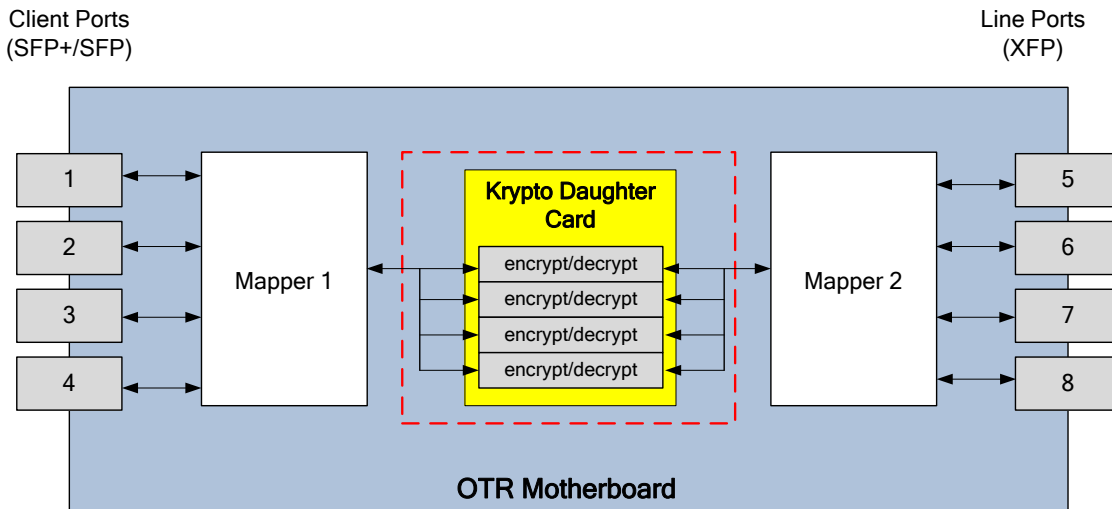 Client Ports
(SFP+/SFP)
Line Ports
(XFP)
1
2
3
4
Mapper 1
Krypto Daughter
Card
encrypt/decrypt
encrypt/decrypt
encrypt/decrypt
encrypt/decrypt
Mapper 2
5
6
7
8
OTR Motherboard